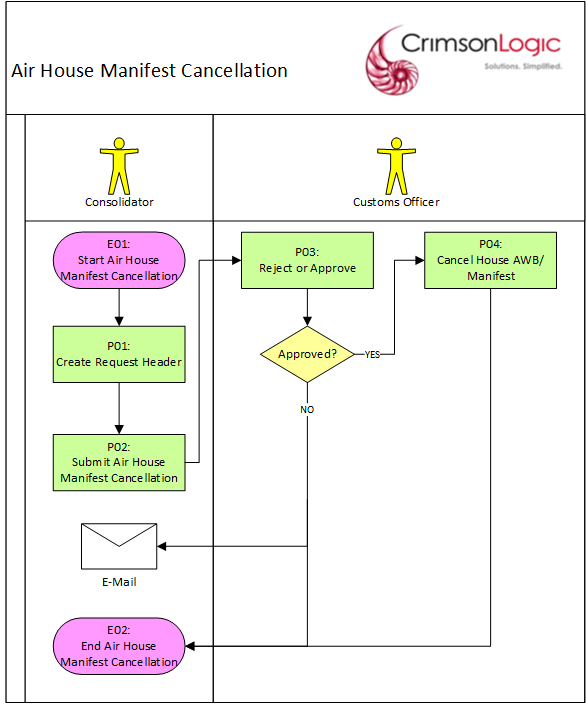 CrimsonLogic
Solutions. Simplified.
Air House Manifest Cancellation
Consolidator
Customs Officer
E01:
Start Air House
Manifest Cancellation
P03:
Reject or Approve
P04:
Cancel House AWB/
Manifest
P01:
Create Request Header
Approved?
YES
NO
P02:
Submit Air House
Manifest Cancellation
E-Mail
E02:
End Air House
Manifest Cancellation